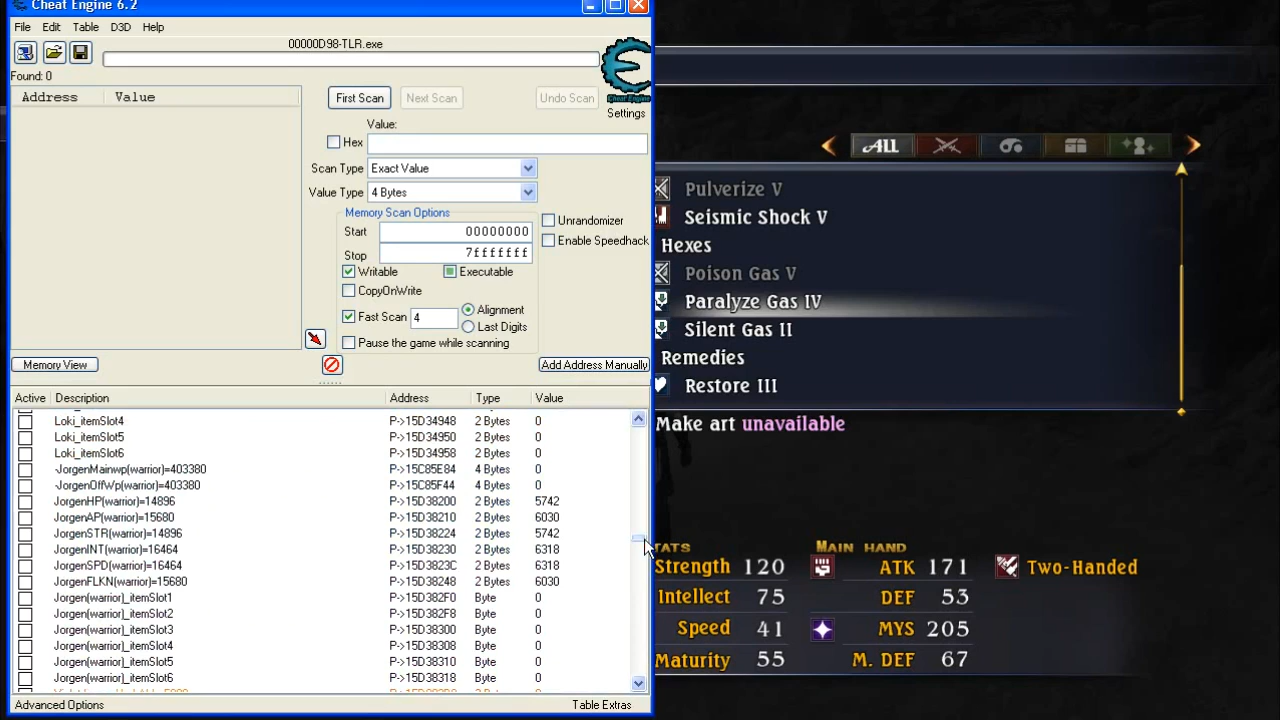 Cheat Engine 6.2
File Edit Table D3D Help
00000D98-TLR.exe
Found: 0
Address Value
First Scan Next Scan Undo Scan
Cheat Engine
Settings
Value:
Hex
Scan Type Exact Value
Value Type 4 Bytes
Memory Scan Options
Start 00000000
Stop 7fffffff
Unrandomizer
Enable Speedhack
Writable Executable
CopyOnWrite
Fast Scan 4 Alignment
Last Digits
Pause the game while scanning
Memory View Add Address Manually
Active Description Address Type Value
Loki_itemSlot4 P->15D34948 2 Bytes 0
Loki_itemSlot5 P->15D34950 2 Bytes 0
Loki_itemSlot6 P->15D34958 2 Bytes 0
-JorgenMainwp(warrior)=403380 P->15C85E84 4 Bytes 0
-JorgenOffWp(warrior)=403380 P->15C85F44 4 Bytes 0
JorgenHP(warrior)=14896 P->15D38200 2 Bytes 5742
JorgenAP(warrior)=15680 P->15D38210 2 Bytes 6030
JorgenSTR(warrior)=14896 P->15D38224 2 Bytes 5742
JorgenINT(warrior)=16464 P->15D38230 2 Bytes 6318
JorgenSPD(warrior)=16464 P->15D3823C 2 Bytes 6318
JorgenFLKN(warrior)=15680 P->15D38248 2 Bytes 6030
Jorgen(warrior)_itemSlot1 P->15D382F0 Byte 0
Jorgen(warrior)_itemSlot2 P->15D382F8 Byte 0
Jorgen(warrior)_itemSlot3 P->15D38300 Byte 0
Jorgen(warrior)_itemSlot4 P->15D38308 Byte 0
Jorgen(warrior)_itemSlot5 P->15D38310 Byte 0
Jorgen(warrior)_itemSlot6 P->15D38318 Byte 0
Advanced Options Table Extras
ALL
Pulverize V
Seismic Shock V
Hexes
Poison Gas V
Paralyze Gas IV
Silent Gas II
Remedies
Restore III
Make art unavailable
TATS MAIN HAND
Strength 120 ATK 171 Two-Handed
Intellect 75 DEF 53
Speed 41 MYS 205
Maturity 55 M. DEF 67